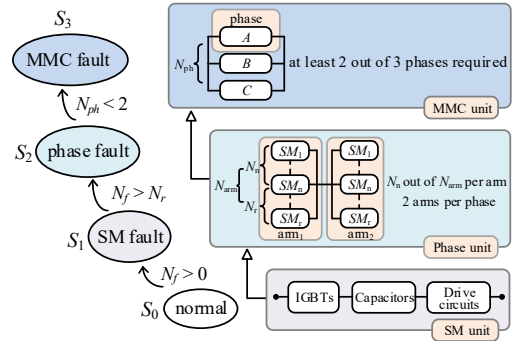 S3
MMC fault
Nph < 2
S2
phase fault
Nf > Nr
S1
SM fault
Nf > 0
S0
normal
phase
Nph
A
B
C
at least 2 out of 3 phases required
MMC unit
Narm
Nn
Nr
SM1
SMn
SMr
arm1
SM1
SMn
SMr
arm2
Nn out of Narm per arm
2 arms per phase
Phase unit
IGBTs
Capacitors
Drive
circuits
SM unit